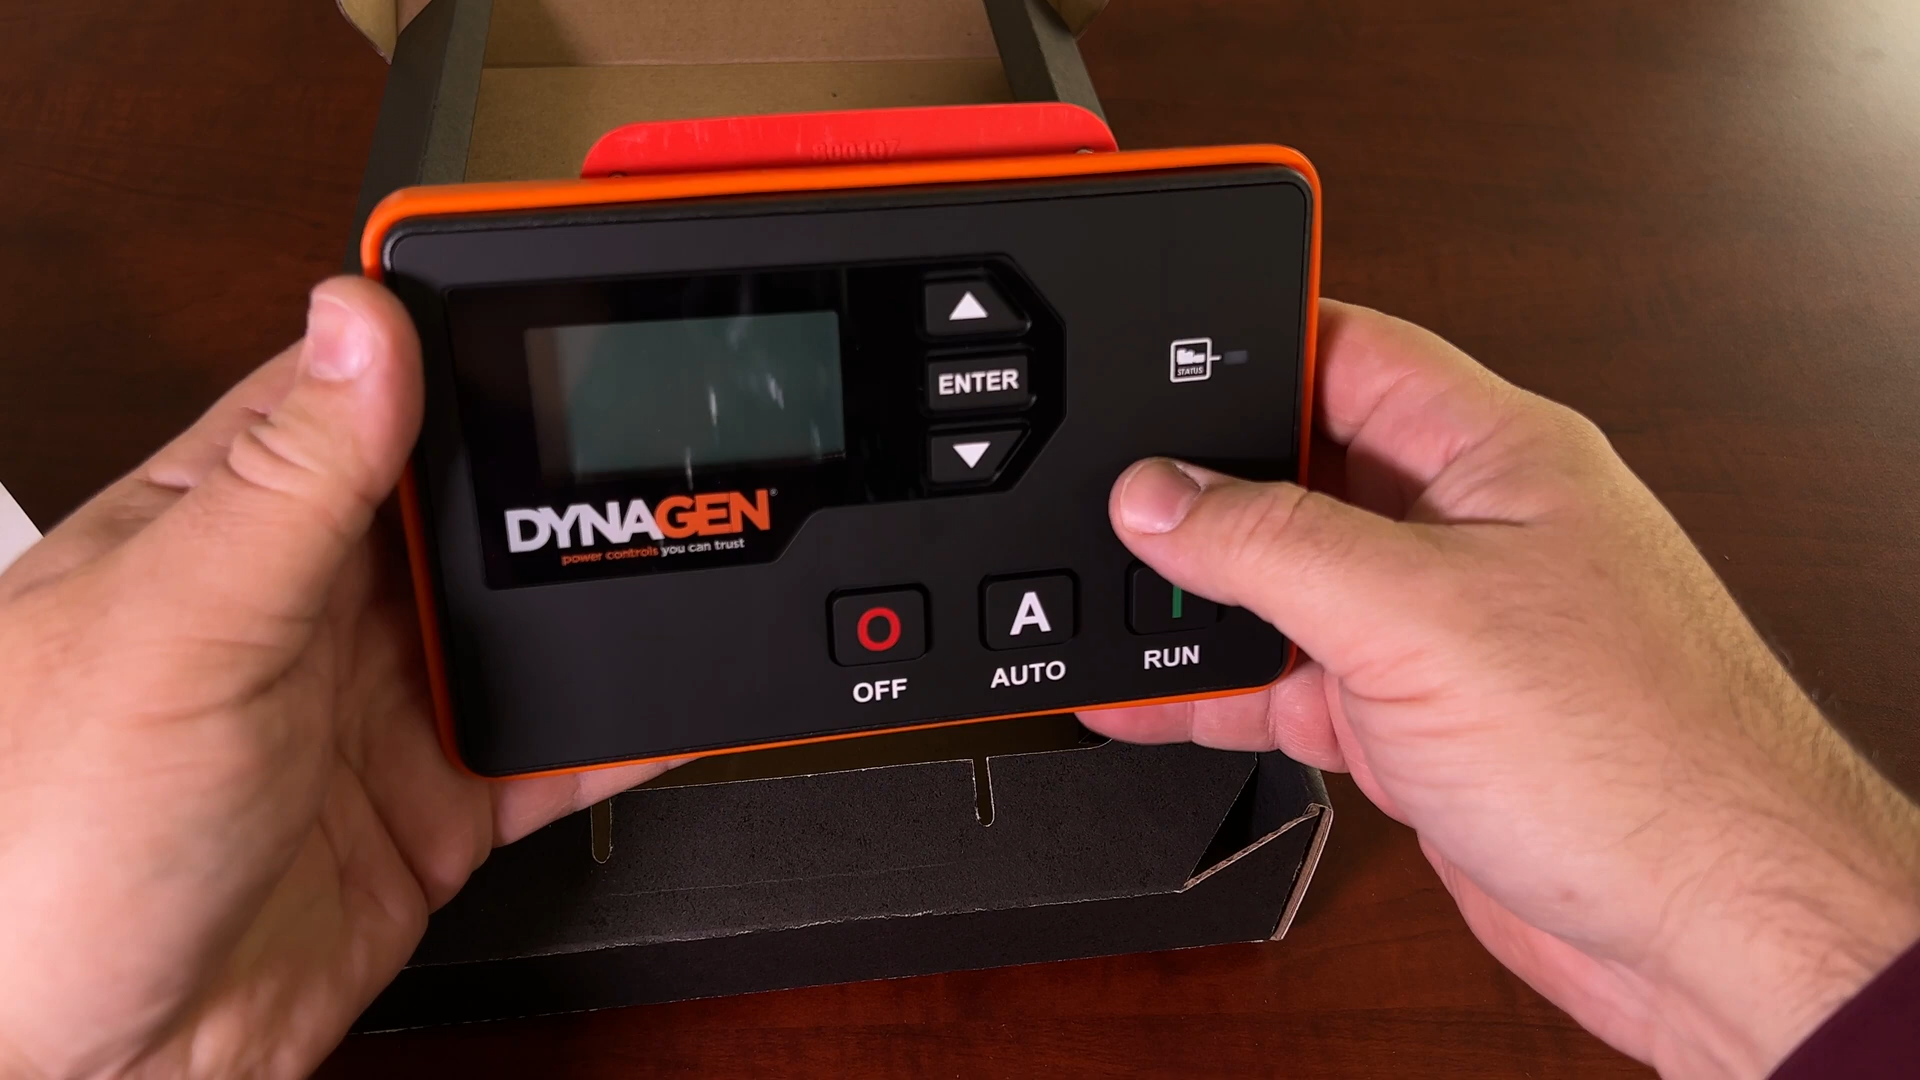 ENTER
STATUS
DYNAGEN®
power controls you can trust
O
A
I
OFF
AUTO
RUN